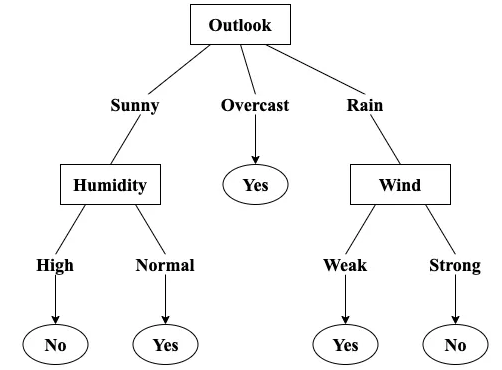 Outlook
Sunny
Overcast
Rain
Humidity
Yes
Wind
High
Normal
Weak
Strong
No
Yes
Yes
No